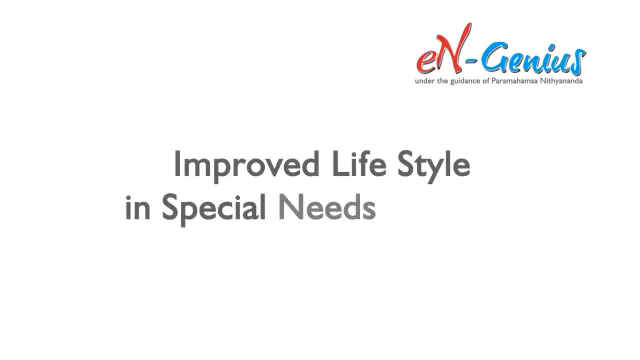 eN-Genius
under the guidance of Paramahamsa Nithyananda
Improved Life Style
in Special Needs